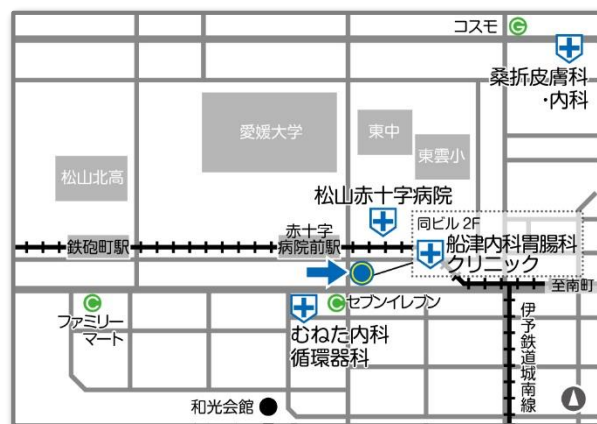 コスモ
桑折皮膚科
・内科
愛媛大学
東中
東雲小
松山北高
松山赤十字病院
同ビル 2F
船津内科胃腸科
クリニック
鉄砲町駅
赤十字
病院前駅
至南町
セブンイレブン
ファミリー
マート
むねた内科
循環器科
伊予鉄道城南線
和光会館